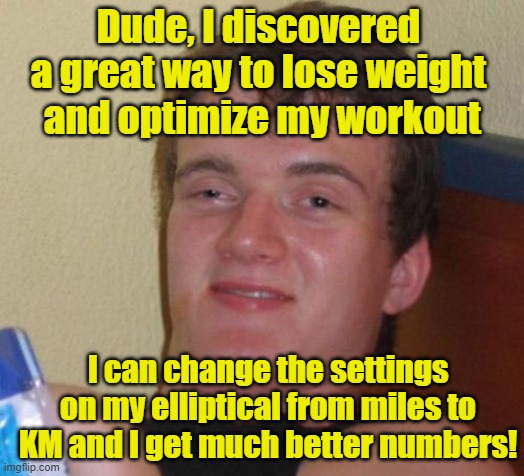 Dude, I discovered
a great way to lose weight
and optimize my workout
I can change the settings
on my elliptical from miles to
KM and I get much better numbers!
imgflip.com